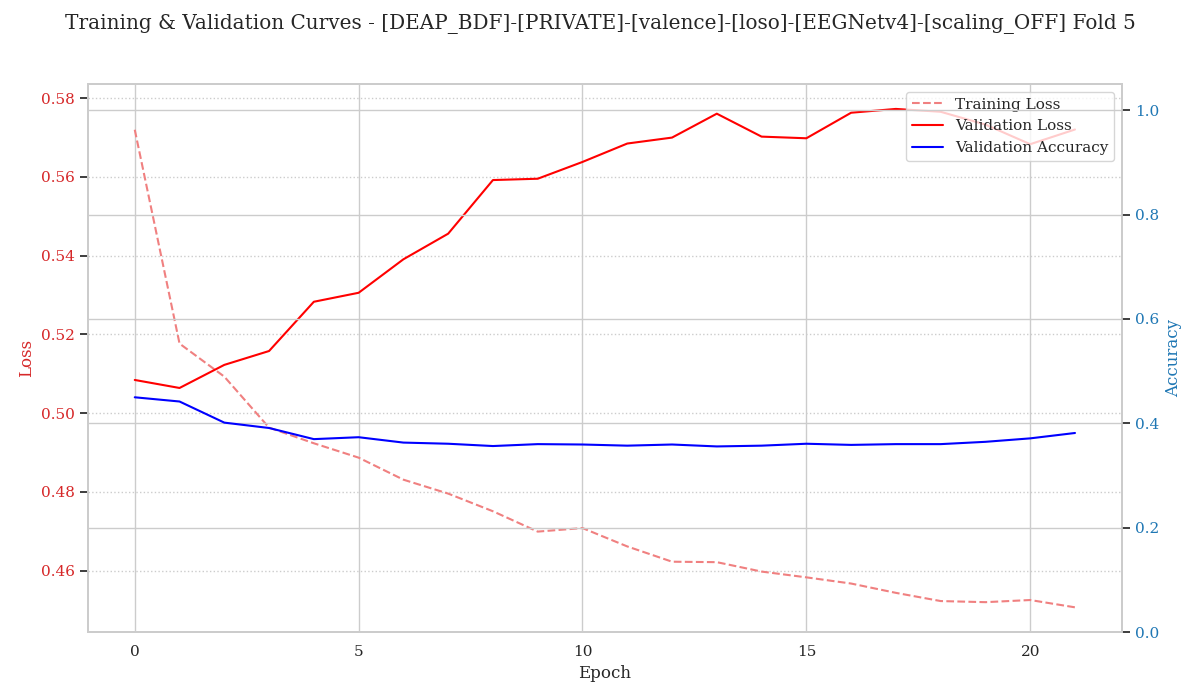 Training & Validation Curves - [DEAP_BDF]-[PRIVATE]-[valence]-[loso]-[EEGNetv4]-[scaling_OFF] Fold 5
Training Loss
Validation Loss
Validation Accuracy
0.58
0.56
0.54
0.52
0.50
0.48
0.46
Loss
1.0
0.8
0.6
0.4
0.2
0.0
Accuracy
0
5
10
15
20
Epoch